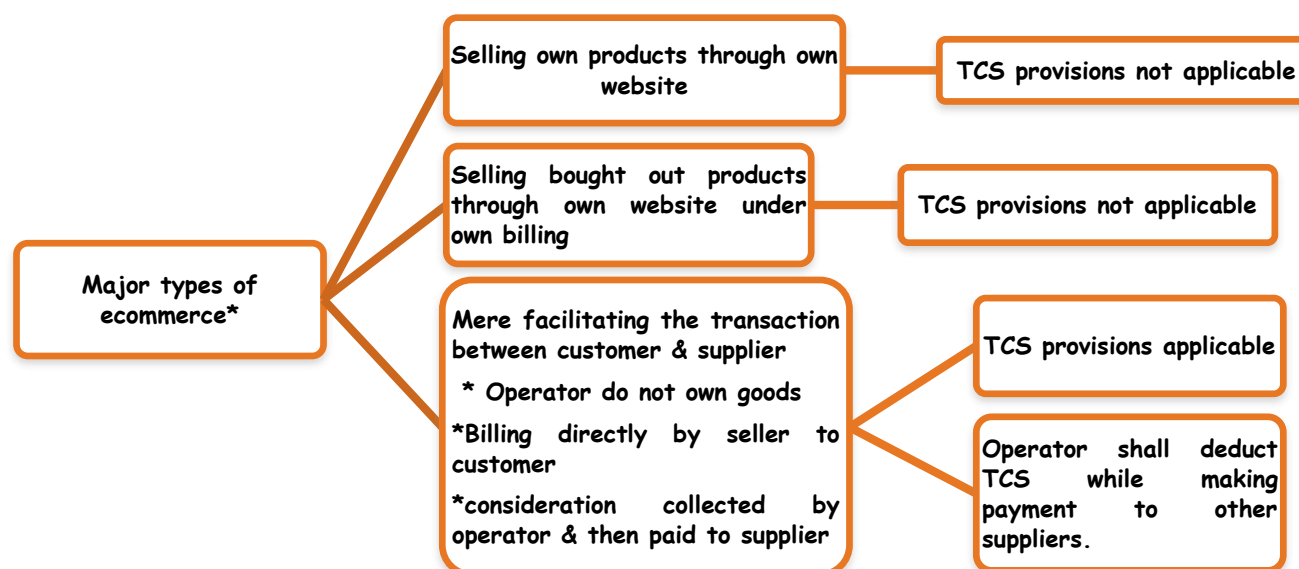 Major types of
ecommerce*
Selling own products through own
website
TCS provisions not applicable
Selling bought out products
through own website under
own billing
TCS provisions not applicable
Mere facilitating the transaction
between customer & supplier
* Operator do not own goods
*Billing directly by seller to
customer
*consideration collected by
operator & then paid to supplier
TCS provisions applicable
Operator shall deduct
TCS while making
payment to other
suppliers.